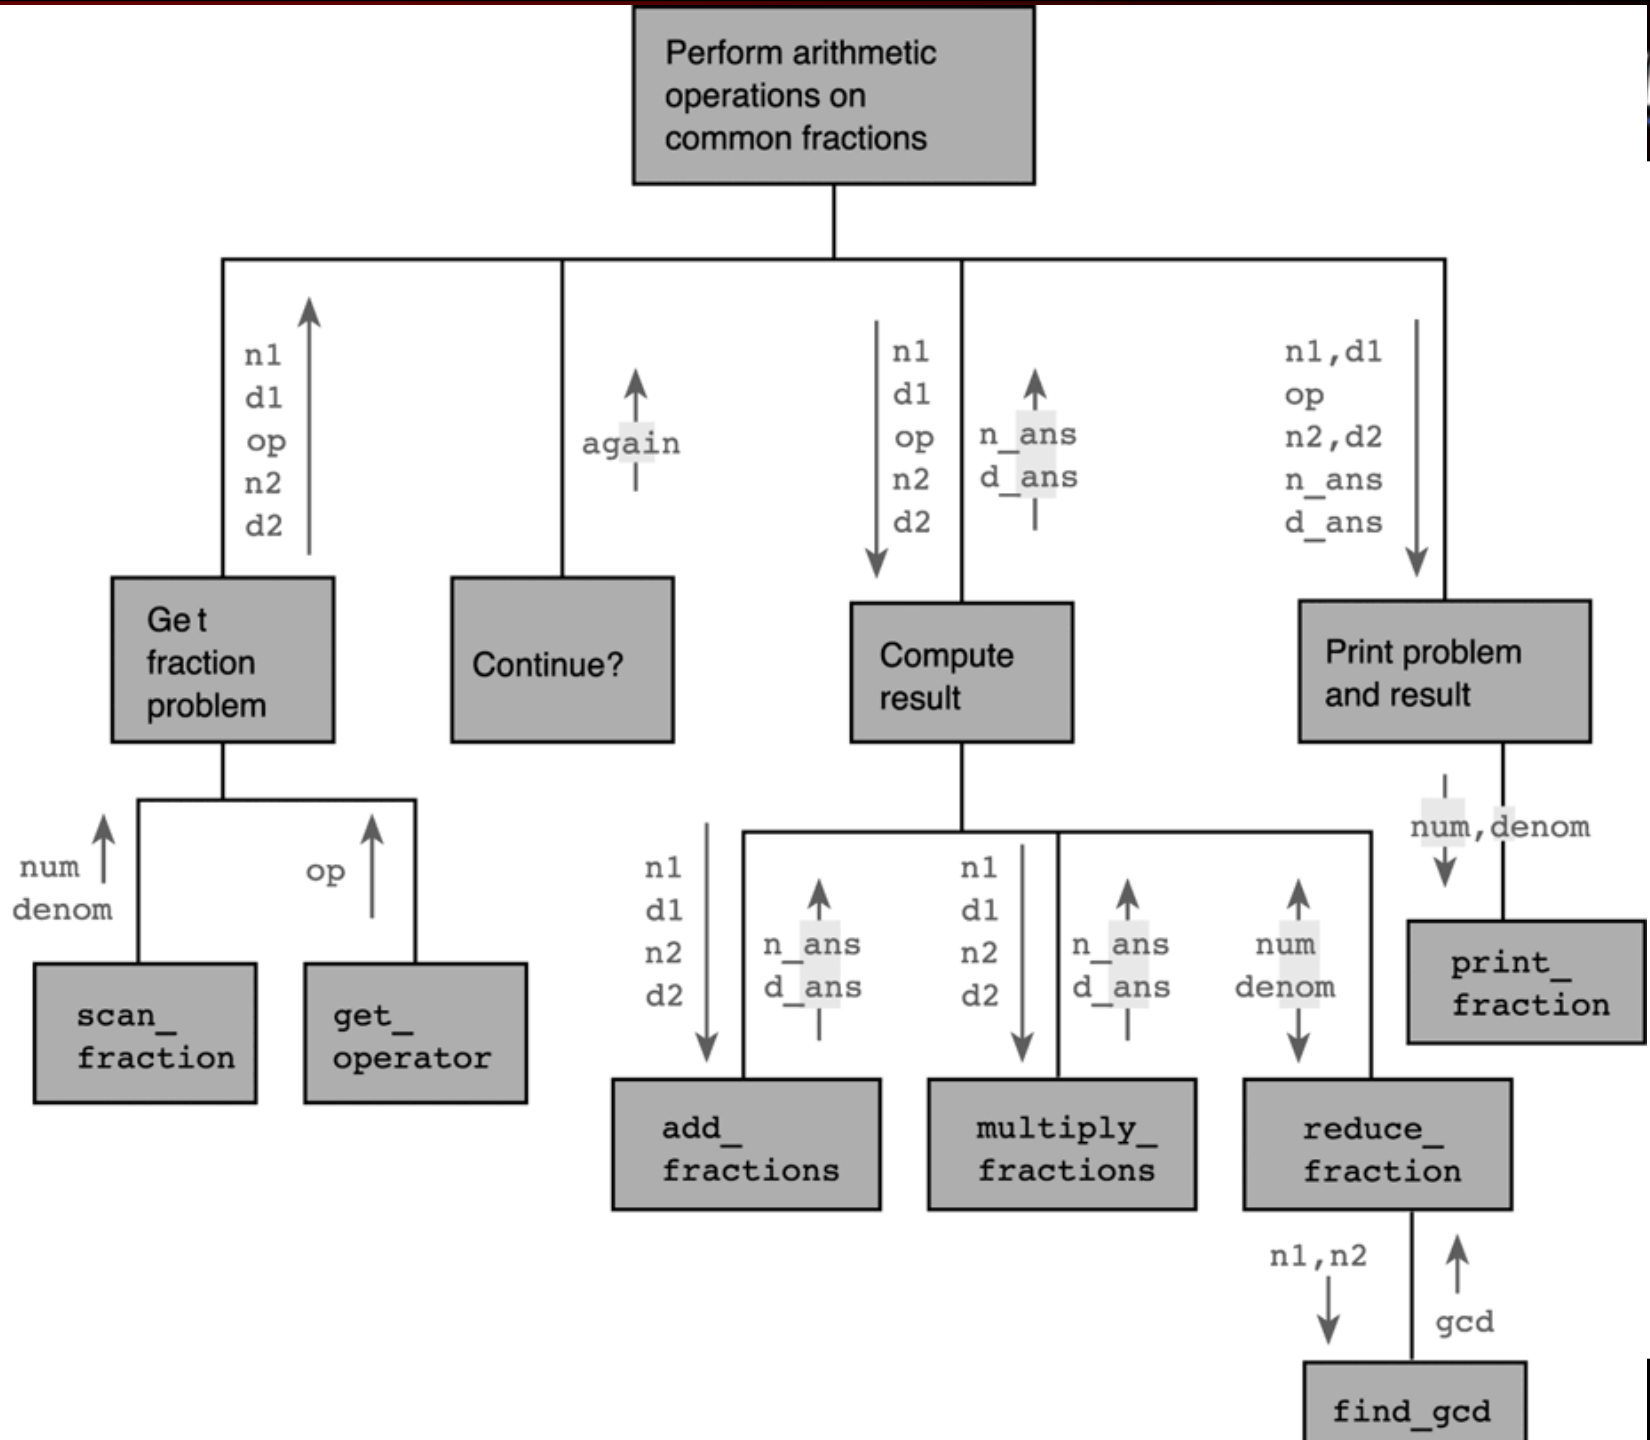 Perform arithmetic
operations on
common fractions
n1
d1
op
n2
d2
again
n1
d1
op
n2
d2
n_ans
d_ans
n1,d1
op
n2,d2
n_ans
d_ans
Get
fraction
problem
Continue?
Compute
result
Print problem
and result
num
denom
op
n1
d1
n2
d2
n_ans
d_ans
n1
d1
n2
d2
n_ans
d_ans
num
denom
num,denom
scan_
fraction
get_
operator
add_
fractions
multiply_
fractions
reduce_
fraction
print_
fraction
n1,n2
gcd
find_gcd